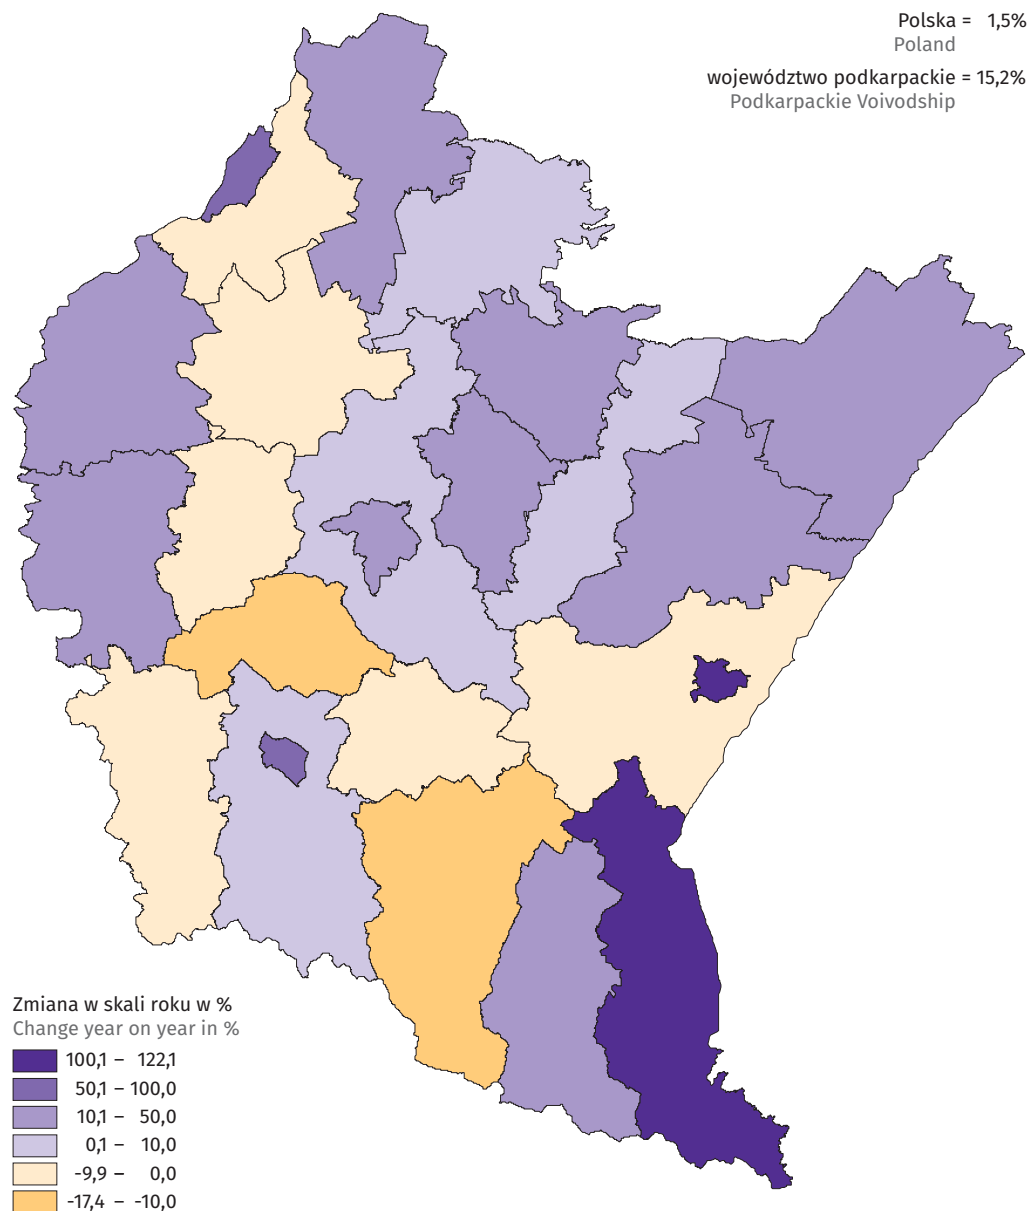 Polska = 1,5%
Poland
województwo podkarpackie = 15,2%
Podkarpackie Voivodship
Zmiana w skali roku w %
Change year on year in %
100,1 – 122,1
50,1 – 100,0
10,1 – 50,0
0,1 – 10,0
-9,9 – 0,0
-17,4 – -10,0